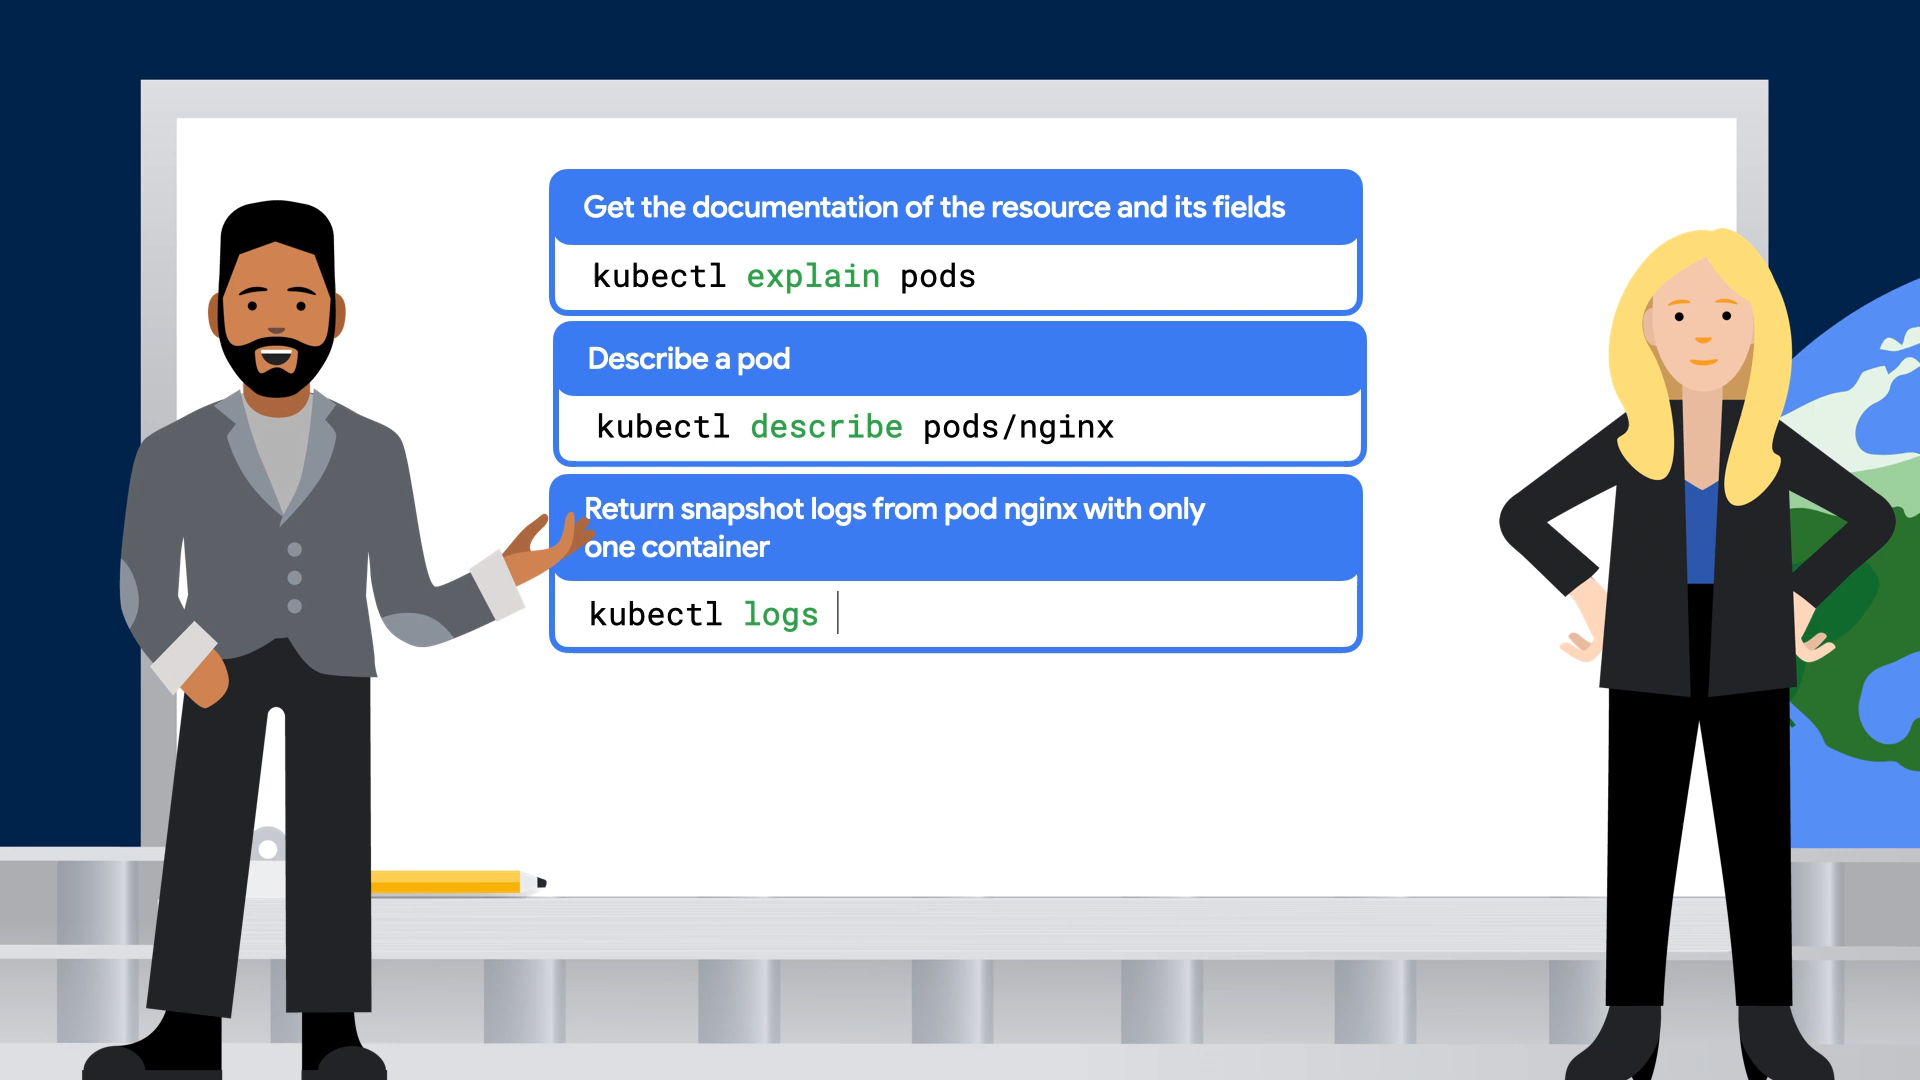 Get the documentation of the resource and its fields
kubectl explain pods
Describe a pod
kubectl describe pods/nginx
Return snapshot logs from pod nginx with only
one container
kubectl logs